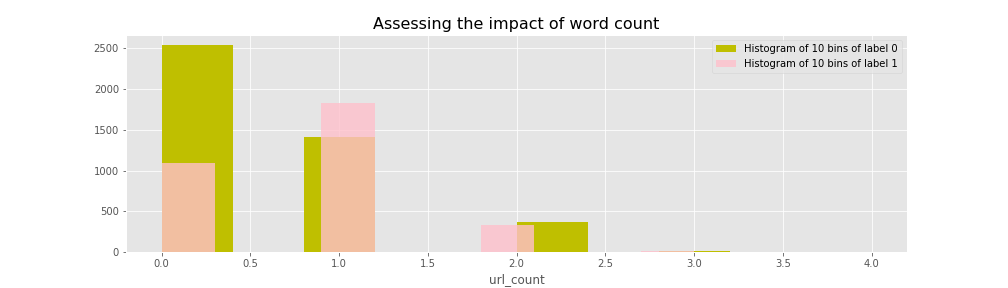 Assessing the impact of word count
Histogram of 10 bins of label 0
Histogram of 10 bins of label 1
2500
2000
1500
1000
500
0
0.0 0.5 1.0 1.5 2.0 2.5 3.0 3.5 4.0
url_count